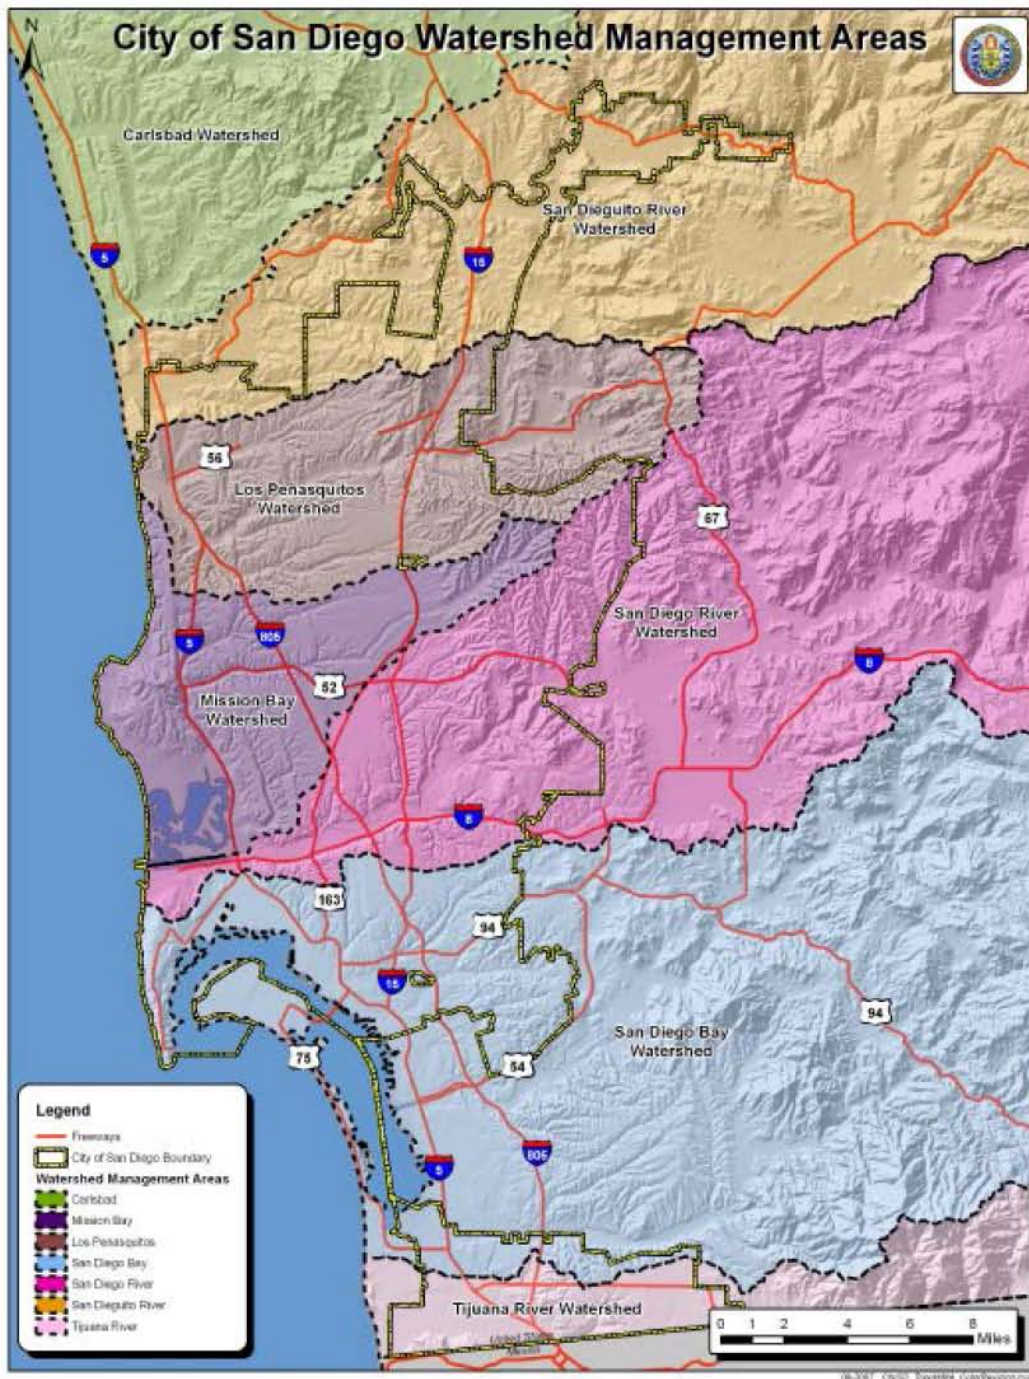 N
City of San Diego Watershed Management Areas
Carlsbad Watershed
San Dieguito River
Watershed
5
15
56
Los Penasquitos
Watershed
67
San Diego River
Watershed
5
805
8
52
Mission Bay
Watershed
8
163
94
15
94
San Diego Bay
Watershed
75
54
805
5
Tijuana River Watershed
United States
Mexico
Legend
Freeways
City of San Diego Boundary
Watershed Management Areas
Carlsbad
Mission Bay
Los Penasquitos
San Diego Bay
San Diego River
San Dieguito River
Tijuana River
0 1 2 4 6 8
Miles